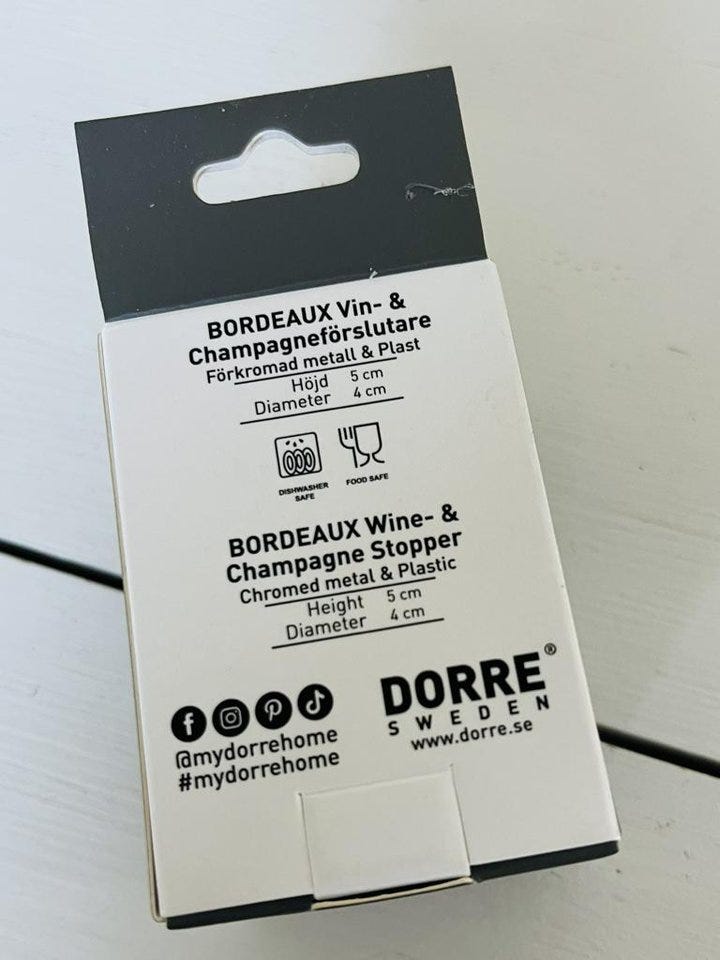 BORDEAUX Vin- &
Champagneförslutare
Förkromad metall & Plast
Höjd 5 cm
Diameter 4 cm
DISHWASHER SAFE
FOOD SAFE
BORDEAUX Wine- &
Champagne Stopper
Chromed metal & Plastic
Height 5 cm
Diameter 4 cm
@mydorrehome
#mydorrehome
DORRE®
SWEDEN
www.dorre.se